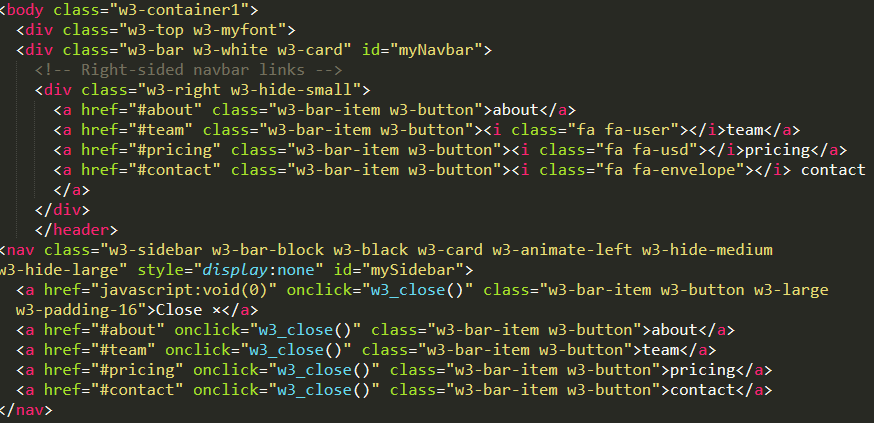 <body class="w3-container1">
<div class="w3-top w3-myfont">
<div class="w3-bar w3-white w3-card" id="myNavbar">
<!-- Right-sided navbar links -->
<div class="w3-right w3-hide-small">
<a href="#about" class="w3-bar-item w3-button">about</a>
<a href="#team" class="w3-bar-item w3-button"><i class="fa fa-user"></i>team</a>
<a href="#pricing" class="w3-bar-item w3-button"><i class="fa fa-usd"></i>pricing</a>
<a href="#contact" class="w3-bar-item w3-button"><i class="fa fa-envelope"></i> contact
</a>
</div>
</header>
<nav class="w3-sidebar w3-bar-block w3-black w3-card w3-animate-left w3-hide-medium
w3-hide-large" style="display:none" id="mySidebar">
<a href="javascript:void(0)" onclick="w3_close()" class="w3-bar-item w3-button w3-large
w3-padding-16">Close ×</a>
<a href="#about" onclick="w3_close()" class="w3-bar-item w3-button">about</a>
<a href="#team" onclick="w3_close()" class="w3-bar-item w3-button">team</a>
<a href="#pricing" onclick="w3_close()" class="w3-bar-item w3-button">pricing</a>
<a href="#contact" onclick="w3_close()" class="w3-bar-item w3-button">contact</a>
</nav>